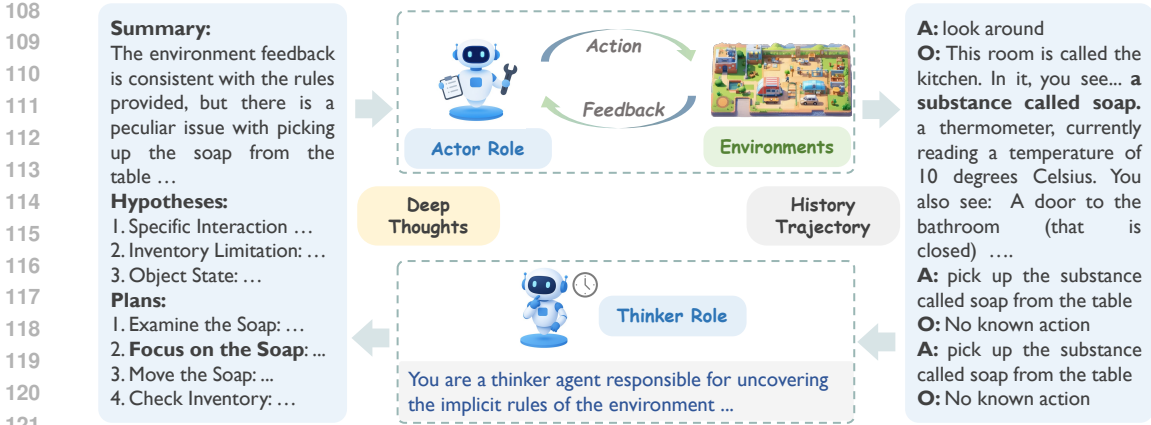 108
109
110
111
112
113
114
115
116
117
118
119
120
121
Summary:
The environment feedback
is consistent with the rules
provided, but there is a
peculiar issue with picking
up the soap from the
table …
Hypotheses:
1. Specific Interaction …
2. Inventory Limitation: …
3. Object State: …
Plans:
1. Examine the Soap: …
2. Focus on the Soap: ...
3. Move the Soap: ...
4. Check Inventory: …
Action
Feedback
Actor Role
Environments
Deep
Thoughts
History
Trajectory
Thinker Role
You are a thinker agent responsible for uncovering
the implicit rules of the environment ...
A: look around
O: This room is called the
kitchen. In it, you see... a
substance called soap.
a thermometer, currently
reading a temperature of
10 degrees Celsius. You
also see: A door to the
bathroom (that is
closed) ….
A: pick up the substance
called soap from the table
O: No known action
A: pick up the substance
called soap from the table
O: No known action